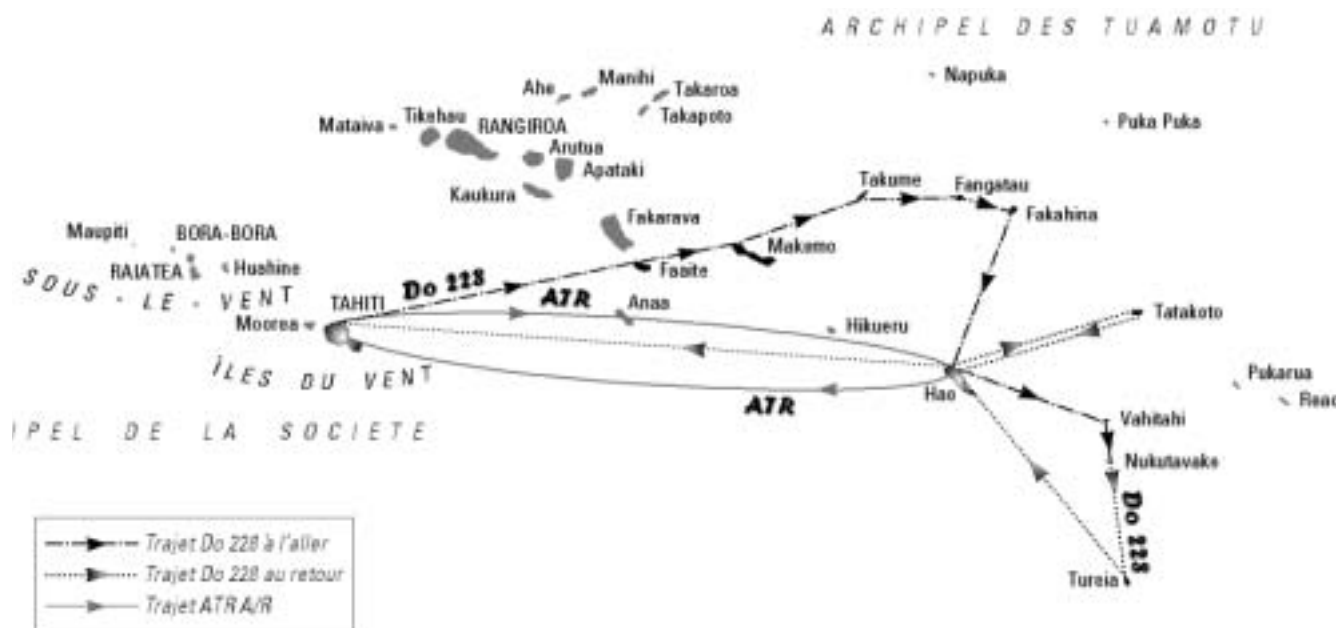 ARCHIPEL DES TUAMOTU
Napuka
Manihi
Ahe
Takaroa
Takapoto
Puka Puka
Tikehau
Mataiva
RANGIROA
Arutua
Apataki
Kaukura
Takume
Fangatau
Fakahina
Fakarava
Makemo
Maupiti
BORA-BORA
RAIATEA
Huahine
Faaite
SOUS - LE - VENT
Do 228
TAHITI
ATR
Anaa
Moorea
Hikueru
Tatakoto
ÎLES DU VENT
Hao
Pukarua
Reao
ATR
Vahitahi
IPEL DE LA SOCIETE
Nukutavake
Do 228
Tureia
Trajet Do 228 à l'aller
Trajet Do 228 au retour
Trajet ATR A/R